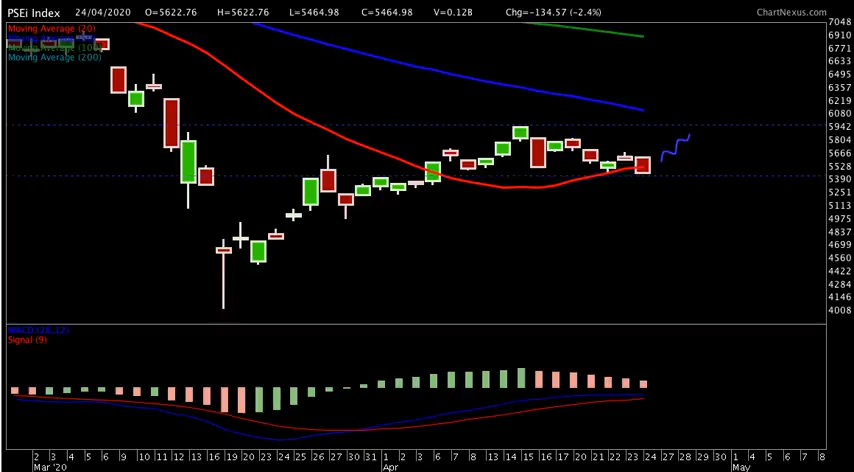 PSEi Index 24/04/2020 O=5622.76 H=5622.76 L=5464.98 C=5464.98 V=0.12B Chg=-134.57 (-2.4%) ChartNexus.com
Moving Average (20)
Moving Average (100)
Moving Average (200)
7048
6910
6771
6633
6495
6357
6219
6080
5942
5804
5666
5528
5390
5251
5113
4975
4837
4699
4560
4422
4284
4146
4008
MACD (26,12)
Signal (9)
2 3 4 5 6 9 10 11 12 13 16 19 20 23 24 25 26 27 30 31 1 2 3 6 7 8 13 14 15 16 17 20 21 22 23 24 27 28 29 30 1 4 5 6 7 8
Mar '20 Apr May